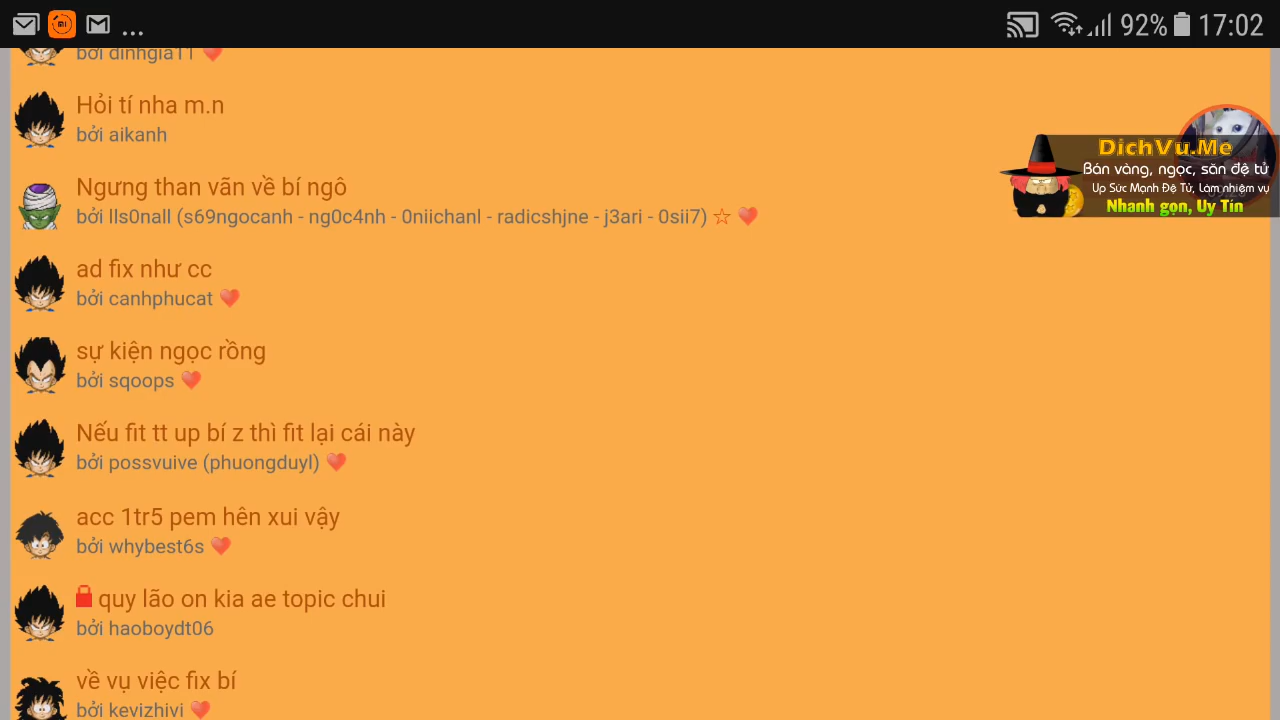 ... 92% 17:02
bởi dinhgia11
Hỏi tí nha m.n
bởi aikanh
DichVu.Me
Bán vàng, ngọc, săn đệ tử
Up Sức Mạnh Đệ Tử, Làm nhiệm vụ
Nhanh gọn, Uy Tín
Ngưng than vãn về bí ngô
bởi lls0nall (s69ngocanh - ng0c4nh - 0niichanl - radicshjne - j3ari - 0sii7) ☆
ad fix như cc
bởi canhphucat
sự kiện ngọc rồng
bởi sqoops
Nếu fit tt up bí z thì fit lại cái này
bởi possvuive (phuongduyl)
acc 1tr5 pem hên xui vậy
bởi whybest6s
quy lão on kia ae topic chui
bởi haoboydt06
về vụ việc fix bí
bởi kevizhivi